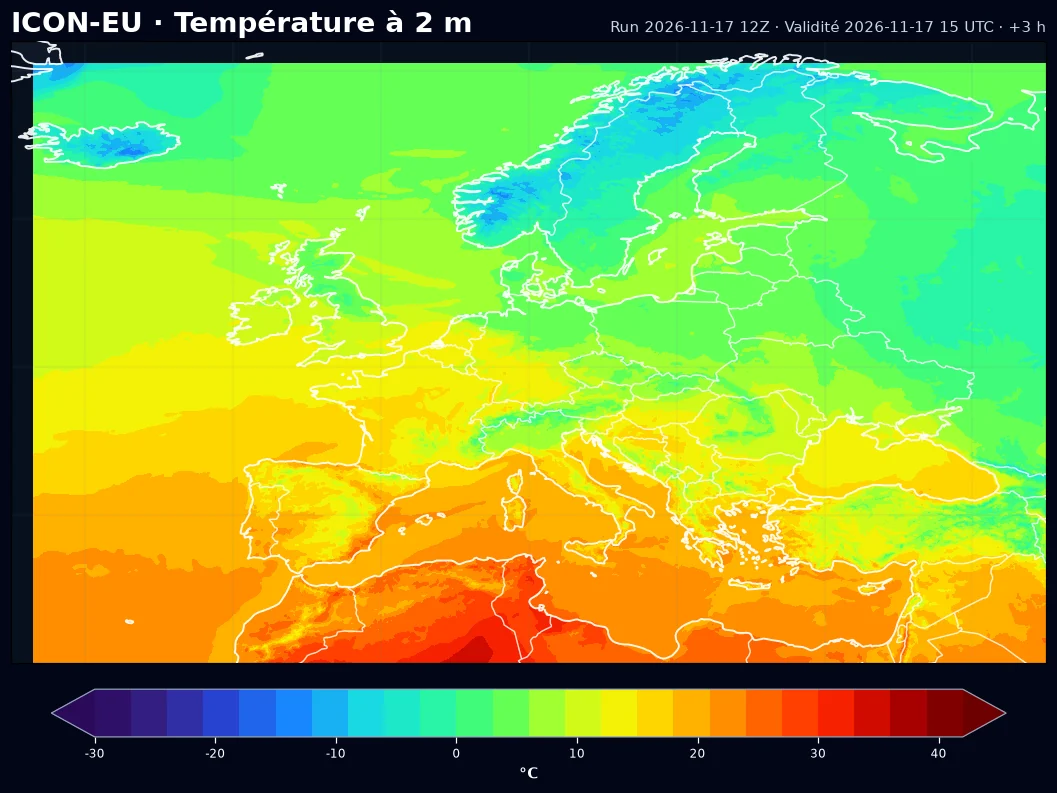 ICON-EU · Température à 2 m
Run 2026-11-17 12Z · Validité 2026-11-17 15 UTC · +3 h
-30 -20 -10 0 10 20 30 40
°C